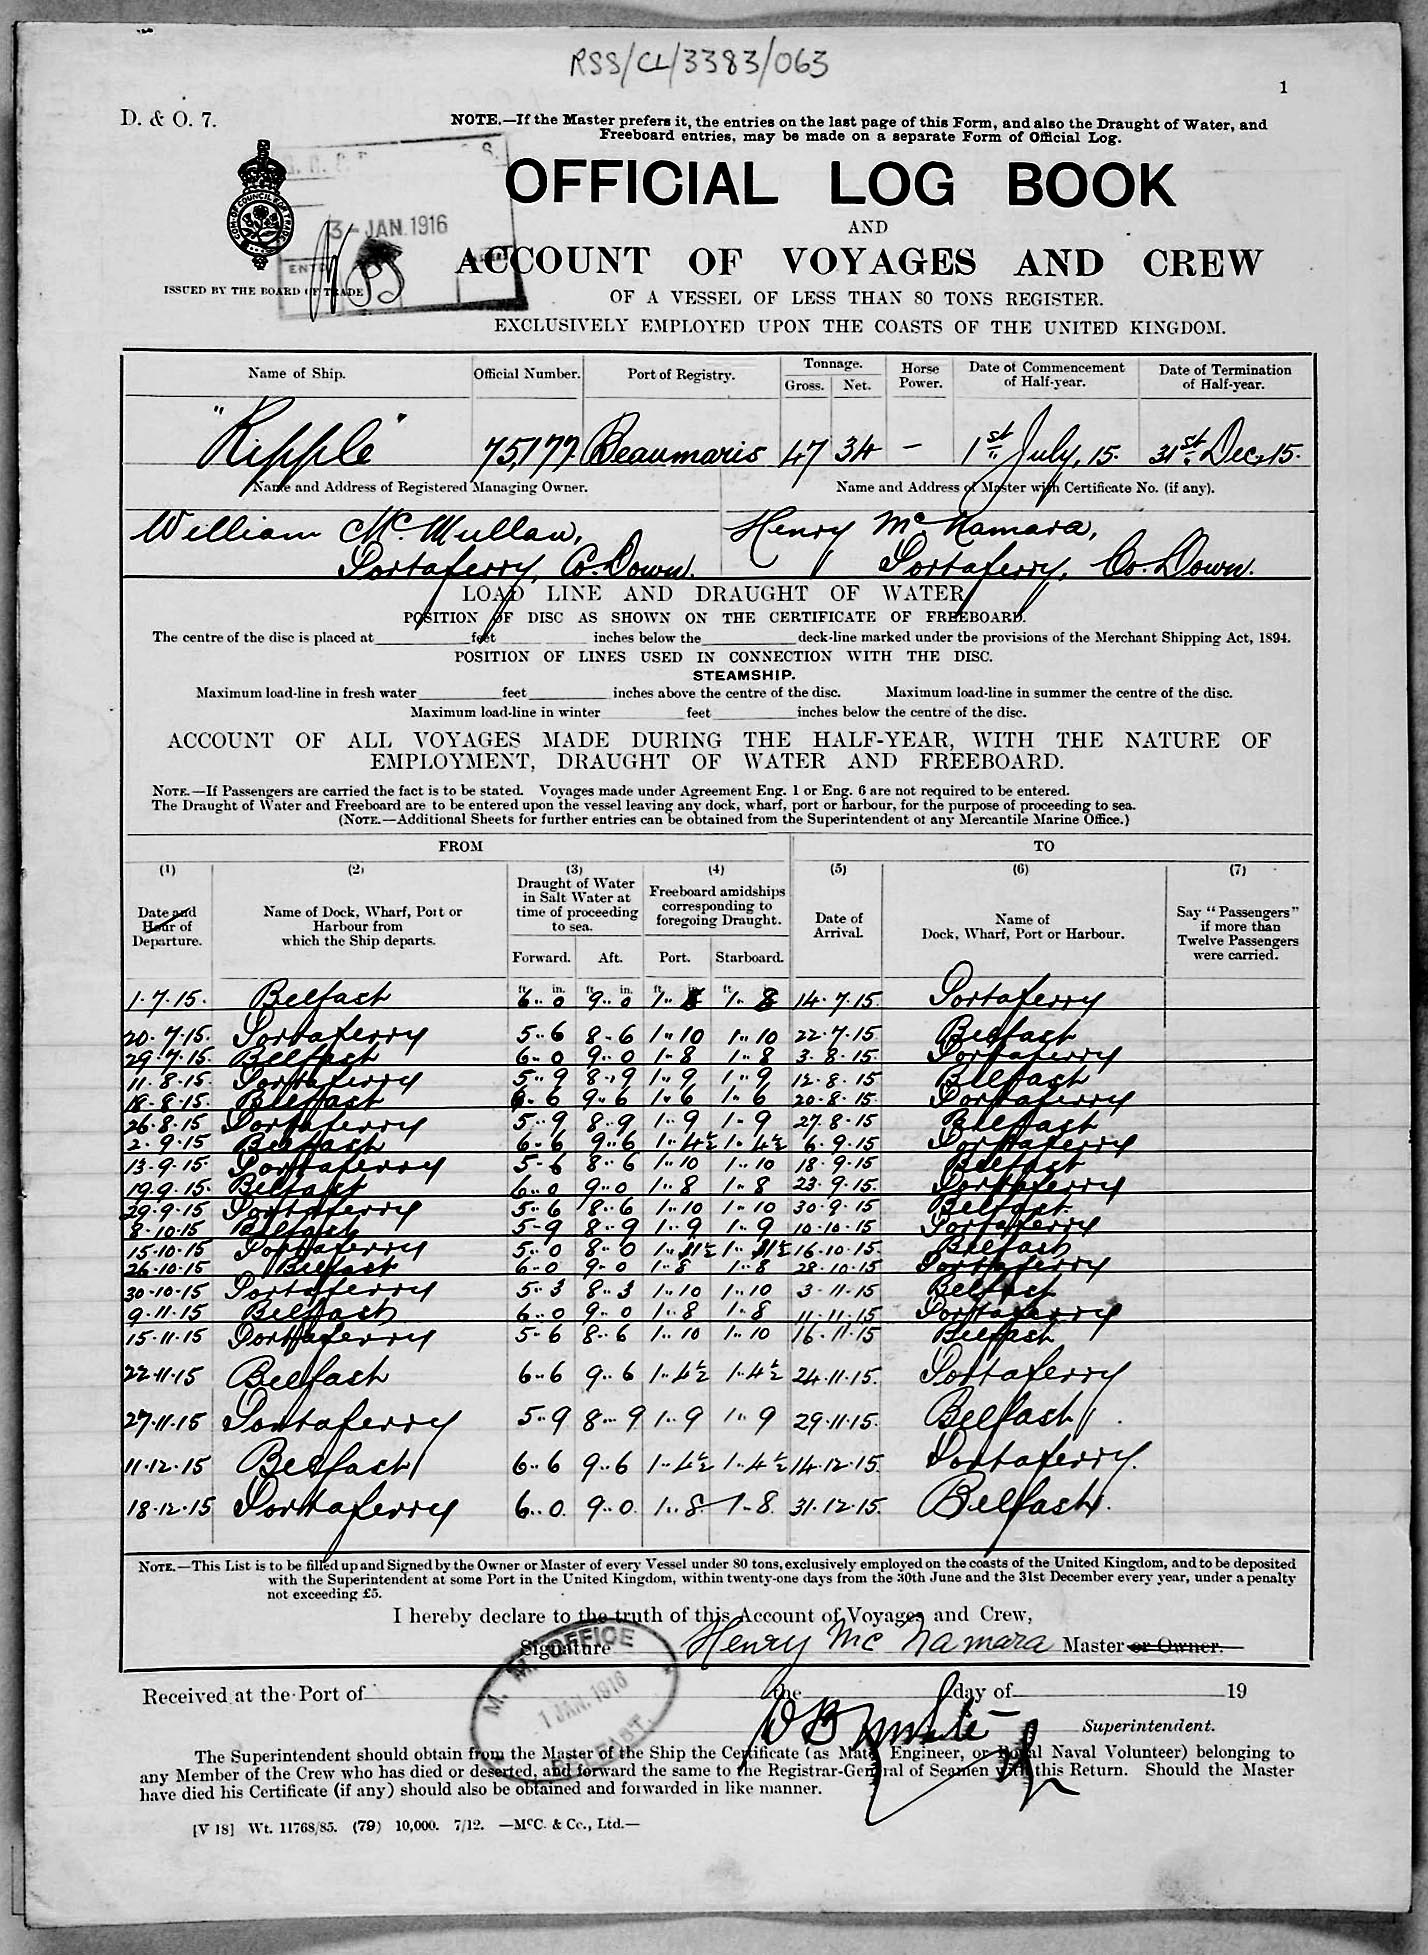 RSS/CL/3383/063
1
D. & O. 7.
NOTE.—If the Master prefers it, the entries on the last page of this Form, and also the Draught of Water, and
Freeboard entries, may be made on a separate Form of Official Log.
OFFICIAL LOG BOOK
AND
3 - JAN. 1916
ACCOUNT OF VOYAGES AND CREW
ISSUED BY THE BOARD OF TRADE
OF A VESSEL OF LESS THAN 80 TONS REGISTER.
EXCLUSIVELY EMPLOYED UPON THE COASTS OF THE UNITED KINGDOM.
Name of Ship. Official Number. Port of Registry. Tonnage. Gross. Net. Horse Power. Date of Commencement of Half-year. Date of Termination of Half-year.
"Ripple" 75,177 Beaumaris 47 34 — 1st July, 15. 31st Dec, 15.
Name and Address of Registered Managing Owner. Name and Address of Master with Certificate No. (if any).
William McMullan, Henry McNamara,
Portaferry, Co. Down. Portaferry, Co. Down.
LOAD LINE AND DRAUGHT OF WATER
POSITION OF DISC AS SHOWN ON THE CERTIFICATE OF FREEBOARD.
The centre of the disc is placed at feet inches below the deck-line marked under the provisions of the Merchant Shipping Act, 1894.
POSITION OF LINES USED IN CONNECTION WITH THE DISC.
STEAMSHIP.
Maximum load-line in fresh water feet inches above the centre of the disc. Maximum load-line in summer the centre of the disc.
Maximum load-line in winter feet inches below the centre of the disc.
ACCOUNT OF ALL VOYAGES MADE DURING THE HALF-YEAR, WITH THE NATURE OF
EMPLOYMENT, DRAUGHT OF WATER AND FREEBOARD.
NOTE.—If Passengers are carried the fact is to be stated. Voyages made under Agreement Eng. 1 or Eng. 6 are not required to be entered.
The Draught of Water and Freeboard are to be entered upon the vessel leaving any dock, wharf, port or harbour, for the purpose of proceeding to sea.
(NOTE.—Additional Sheets for further entries can be obtained from the Superintendent of any Mercantile Marine Office.)
FROM TO
(1) (2) (3) (4) (5) (6) (7)
Date and Hour of Departure. Name of Dock, Wharf, Port or Harbour from which the Ship departs. Draught of Water in Salt Water at time of proceeding to sea. Freeboard amidships corresponding to foregoing Draught. Date of Arrival. Name of Dock, Wharf, Port or Harbour. Say "Passengers" if more than Twelve Passengers were carried.
Forward. Aft. Port. Starboard.
ft. in. ft. in. ft. in. ft. in.
1.7.15. Belfast 6..0 9..0 1..8 1..8 14.7.15. Portaferry
20.7.15. Portaferry 5..6 8..6 1..10 1..10 22.7.15. Belfast
29.7.15. Belfast 6..0 9..0 1..8 1..8 3.8.15. Portaferry
11.8.15. Portaferry 5..9 8..9 1..9 1..9 12.8.15 Belfast
18.8.15. Belfast 6..6 9..6 1..6 1..6 20.8.15. Portaferry
26.8.15 Portaferry 5..9 8..9 1..9 1..9 27.8.15 Belfast
2.9.15 Belfast 6..6 9..6 1..4½ 1..4½ 6.9.15 Portaferry
13.9.15. Portaferry 5..6 8..6 1..10 1..10 18.9.15 Belfast
19.9.15. Belfast 6..0 9..0 1..8 1..8 23.9.15. Portaferry
29.9.15 Portaferry 5..6 8..6 1..10 1..10 30.9.15 Belfast
8.10.15 Belfast 5..9 8..9 1..9 1..9 10.10.15 Portaferry
15.10.15 Portaferry 5..0 8..0 1..11½ 1..11½ 16.10.15. Belfast
26.10.15 Belfast 6..0 9..0 1..8 1..8 28.10.15 Portaferry
30.10.15 Portaferry 5..3 8..3 1..10 1..10 3.11.15 Belfast
9.11.15 Belfast 6..0 9..0 1..8 1..8 11.11.15 Portaferry
15.11.15 Portaferry 5..6 8..6 1..10 1..10 16.11.15 Belfast
22.11.15 Belfast 6..6 9..6 1..4½ 1..4½ 24.11.15. Portaferry
27.11.15 Portaferry 5..9 8..9 1..9 1..9 29.11.15. Belfast
11.12.15 Belfast 6..6 9..6 1..4½ 1..4½ 14.12.15. Portaferry.
18.12.15 Portaferry 6..0. 9..0. 1..8 1..8. 31.12.15. Belfast.
NOTE.—This List is to be filled up and Signed by the Owner or Master of every Vessel under 80 tons, exclusively employed on the coasts of the United Kingdom, and to be deposited
with the Superintendent at some Port in the United Kingdom, within twenty-one days from the 30th June and the 31st December every year, under a penalty
not exceeding £5.
I hereby declare to the truth of this Account of Voyages and Crew,
Signature Henry McNamara Master or Owner.
M. M. OFFICE
1 JAN. 1916
BELFAST.
Received at the Port of the day of 19
Superintendent.
The Superintendent should obtain from the Master of the Ship the Certificate (as Mate, Engineer, or Royal Naval Volunteer) belonging to
any Member of the Crew who has died or deserted, and forward the same to the Registrar-General of Seamen with this Return. Should the Master
have died his Certificate (if any) should also be obtained and forwarded in like manner.
[V 18] Wt. 11768/85. (79) 10,000. 7/12. —McC. & Co., Ltd.—